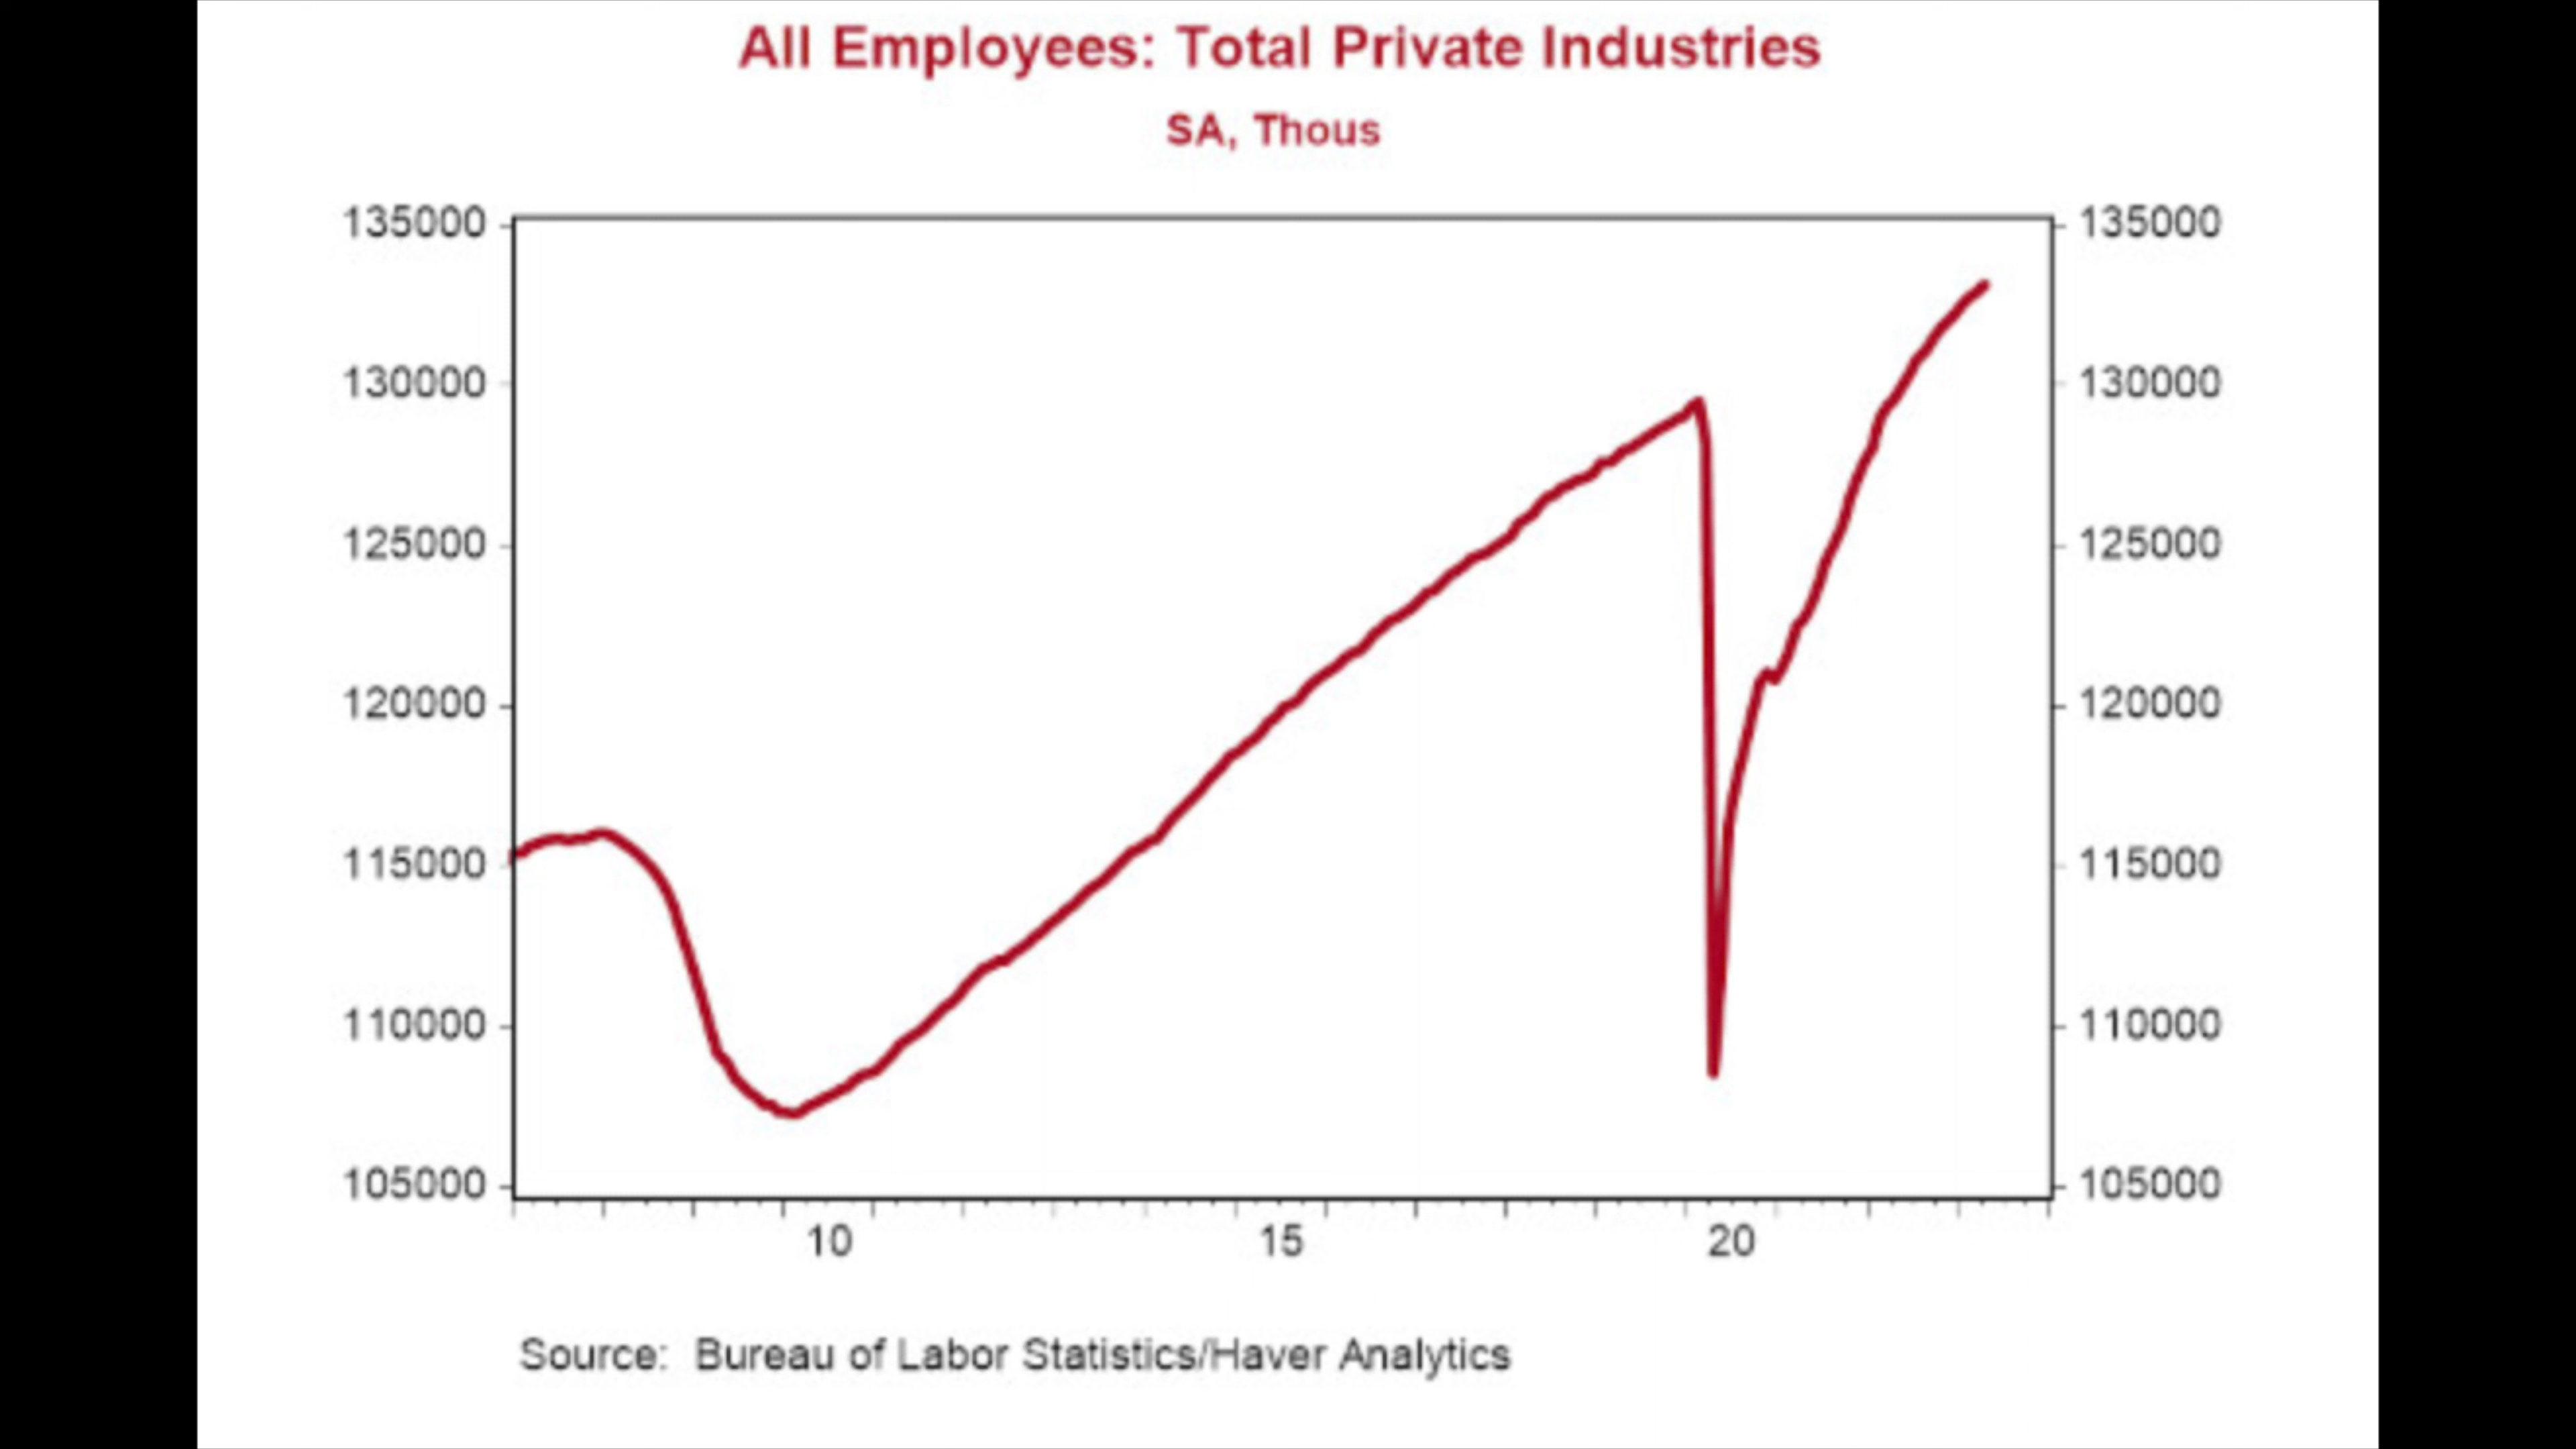 All Employees: Total Private Industries
SA, Thous
135000 135000
130000 130000
125000 125000
120000 120000
115000 115000
110000 110000
105000 105000
10 15 20
Source: Bureau of Labor Statistics/Haver Analytics